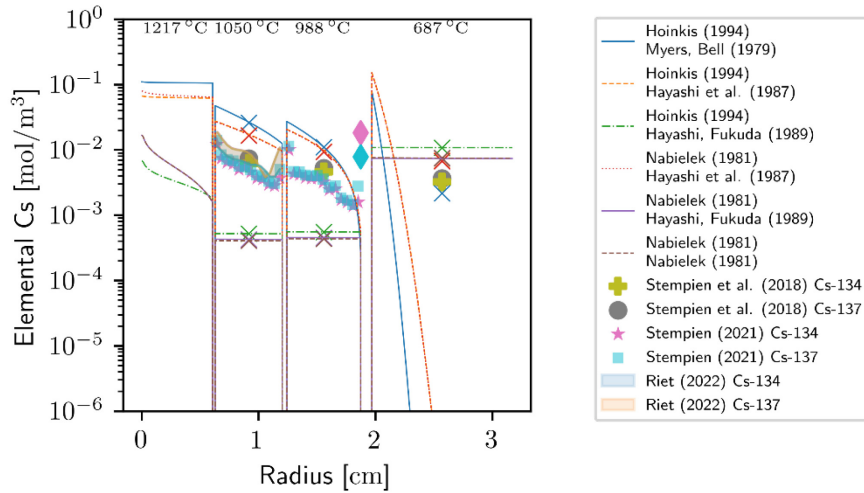 1217 °C 1050 °C 988 °C 687 °C
10⁰
10⁻¹
10⁻²
10⁻³
10⁻⁴
10⁻⁵
10⁻⁶
Elemental Cs [mol/m³]
0 1 2 3
Radius [cm]
Hoinkis (1994)
Myers, Bell (1979)
Hoinkis (1994)
Hayashi et al. (1987)
Hoinkis (1994)
Hayashi, Fukuda (1989)
Nabielek (1981)
Hayashi et al. (1987)
Nabielek (1981)
Hayashi, Fukuda (1989)
Nabielek (1981)
Nabielek (1981)
Stempien et al. (2018) Cs-134
Stempien et al. (2018) Cs-137
Stempien (2021) Cs-134
Stempien (2021) Cs-137
Riet (2022) Cs-134
Riet (2022) Cs-137